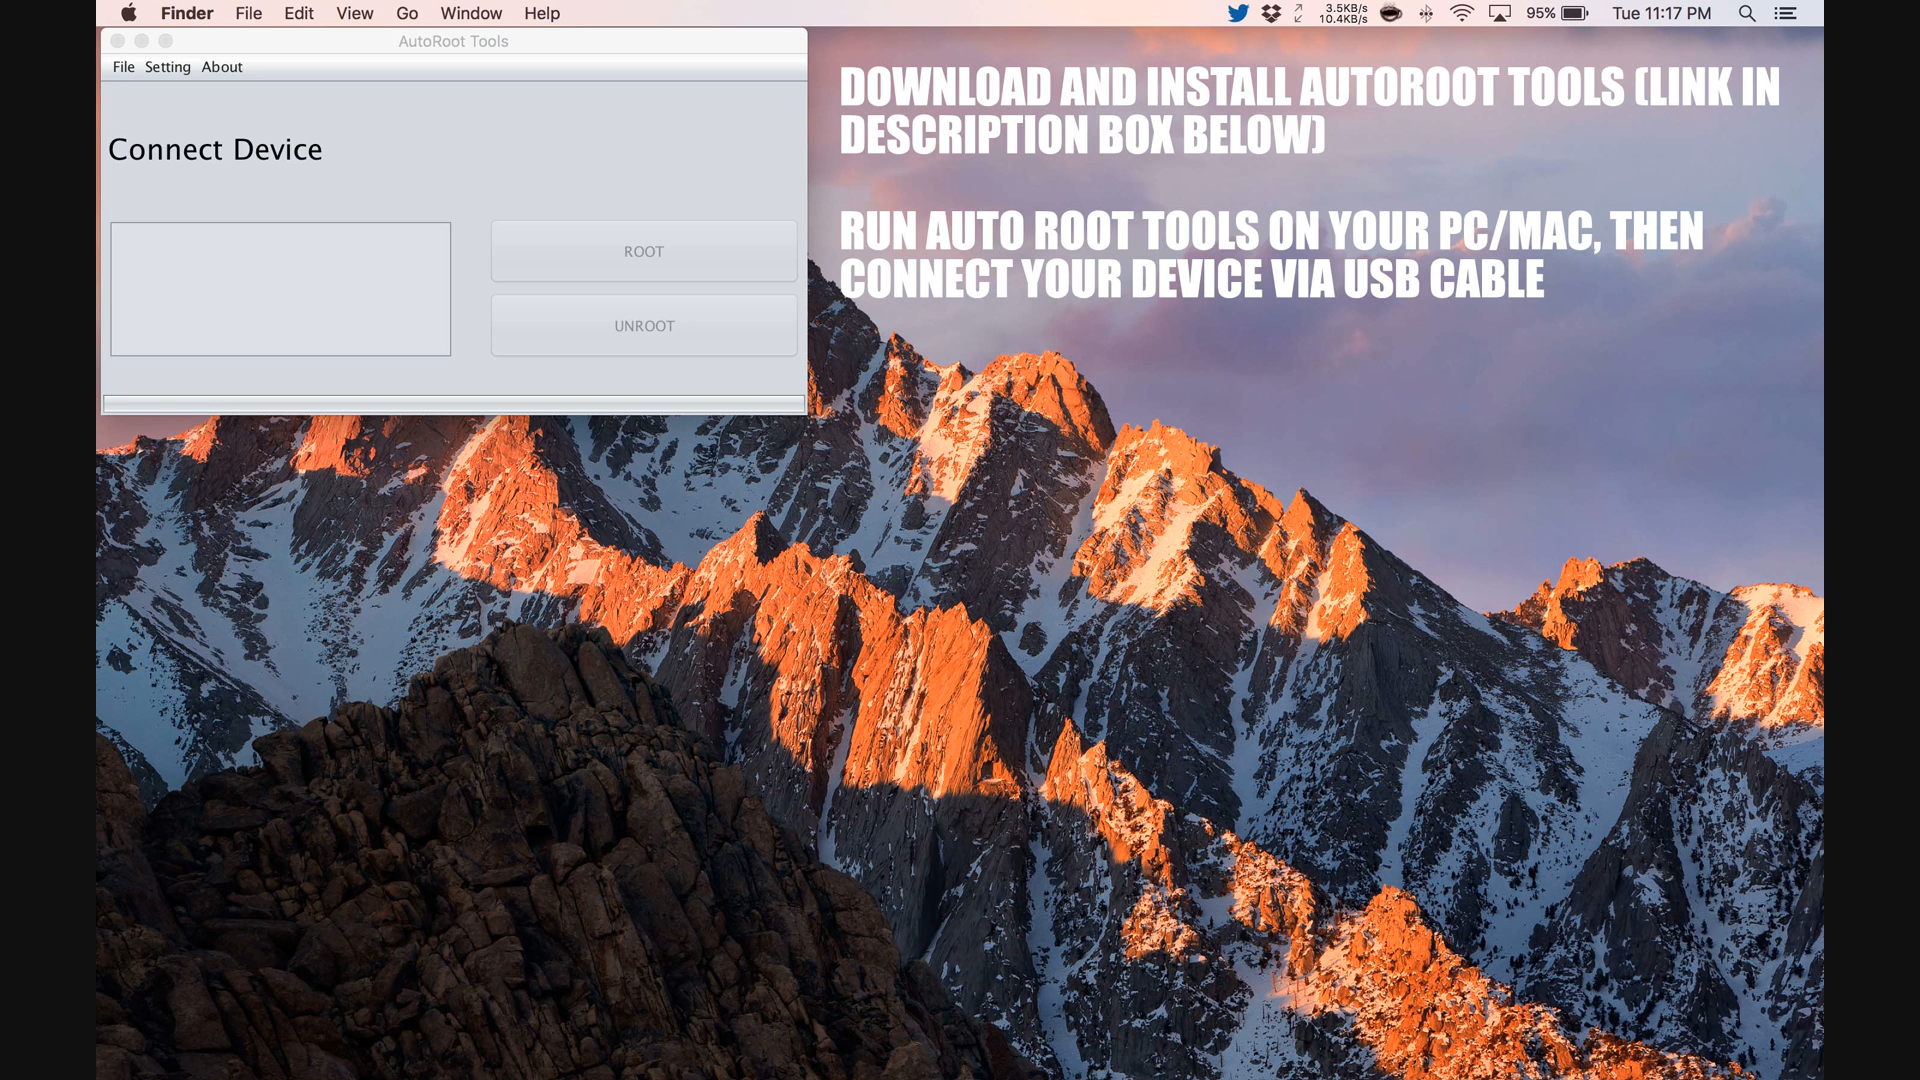 Finder File Edit View Go Window Help 3.5KB/s 10.4KB/s 95% Tue 11:17 PM
AutoRoot Tools
File Setting About
Connect Device
ROOT
UNROOT
DOWNLOAD AND INSTALL AUTOROOT TOOLS (LINK IN
DESCRIPTION BOX BELOW)
RUN AUTO ROOT TOOLS ON YOUR PC/MAC, THEN
CONNECT YOUR DEVICE VIA USB CABLE